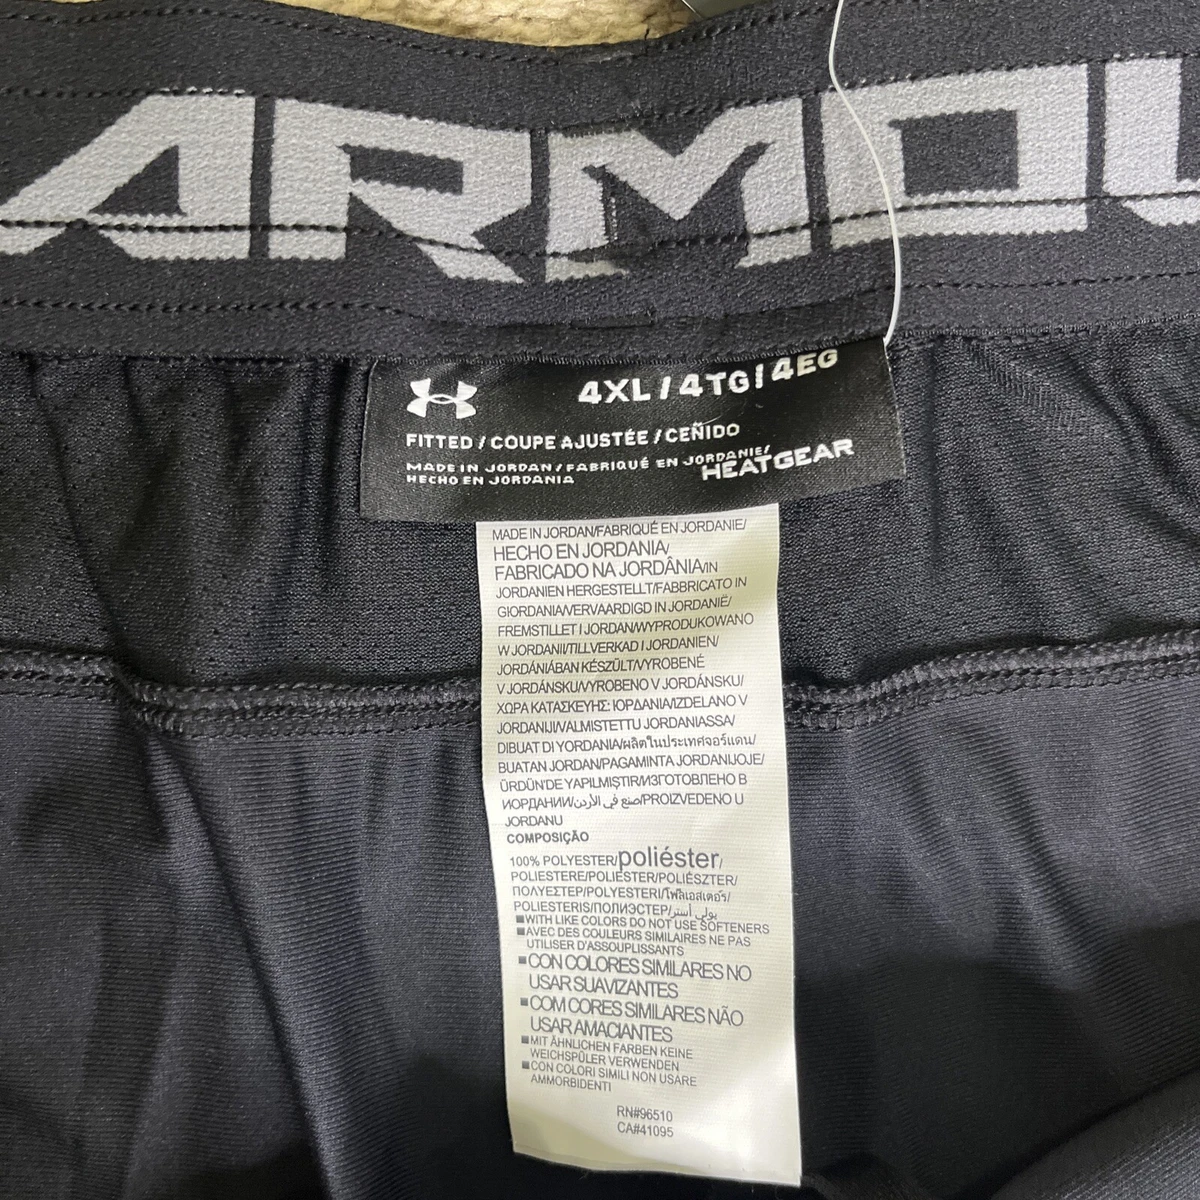 ARMOU
4XL / 4TG / 4EG
FITTED / COUPE AJUSTÉE / CEÑIDO
MADE IN JORDAN / FABRIQUÉ EN JORDANIE/
HECHO EN JORDANIA
HEATGEAR
MADE IN JORDAN/FABRIQUÉ EN JORDANIE/
HECHO EN JORDANIA/
FABRICADO NA JORDÂNIA/IN
JORDANIEN HERGESTELLT/FABBRICATO IN
GIORDANIA/VERVAARDIGD IN JORDANIË/
FREMSTILLET I JORDAN/WYPRODUKOWANO
W JORDANII/TILLVERKAD I JORDANIEN/
JORDÁNIÁBAN KÉSZÜLT/VYROBENÉ
V JORDÁNSKU/VYROBENO V JORDÁNSKU/
ΧΩΡΑ ΚΑΤΑΣΚΕΥΗΣ: ΙΟΡΔΑΝΙΑ/IZDELANO V
JORDANIJI/VALMISTETTU JORDANIASSA/
DIBUAT DI YORDANIA/ผลิตในประเทศจอร์แดน/
BUATAN JORDAN/PAGAMINTA JORDANIJOJE/
ÜRDÜN'DE YAPILMIŞTIR/ИЗГОТОВЛЕНО В
ИОРДАНИИ/صنع في الأردن/PROIZVEDENO U
JORDANU
COMPOSIÇÃO
100% POLYESTER/poliéster/
POLIESTERE/POLIESTER/POLIÉSZTER/
ΠΟΛΥΕΣΤΕΡ/POLYESTERI/โพลีเอสเตอร์/
POLIESTERIS/ПОЛИЭСТЕР/بولي أستر
■WITH LIKE COLORS DO NOT USE SOFTENERS
■AVEC DES COULEURS SIMILAIRES NE PAS
UTILISER D'ASSOUPLISSANTS
■CON COLORES SIMILARES NO
USAR SUAVIZANTES
■COM CORES SIMILARES NÃO
USAR AMACIANTES
■MIT ÄHNLICHEN FARBEN KEINE
WEICHSPÜLER VERWENDEN
■CON COLORI SIMILI NON USARE
AMMORBIDENTI
RN#96510
CA#41095